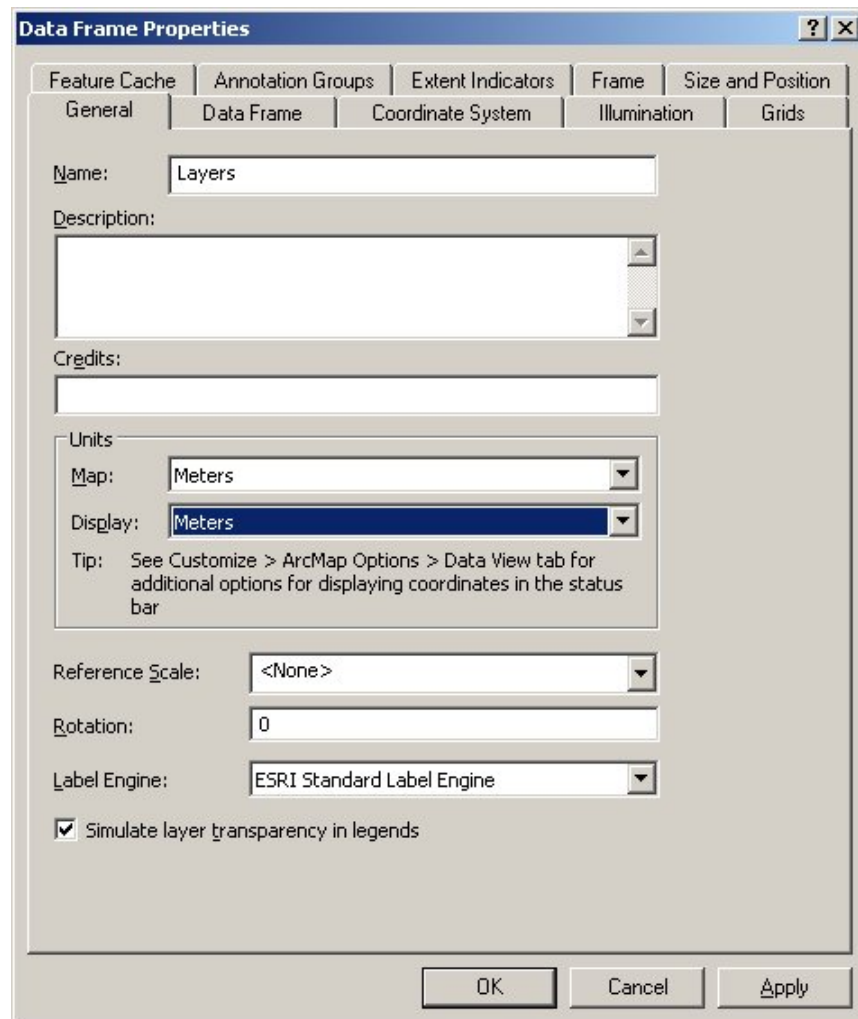 Data Frame Properties
Feature Cache
Annotation Groups
Extent Indicators
Frame
Size and Position
General
Data Frame
Coordinate System
Illumination
Grids
Name:
Layers
Description:
Credits:
Units
Map:
Meters
Display:
Meters
Tip:
See Customize > ArcMap Options > Data View tab for
additional options for displaying coordinates in the status
bar
Reference Scale:
<None>
Rotation:
0
Label Engine:
ESRI Standard Label Engine
Simulate layer transparency in legends
OK
Cancel
Apply